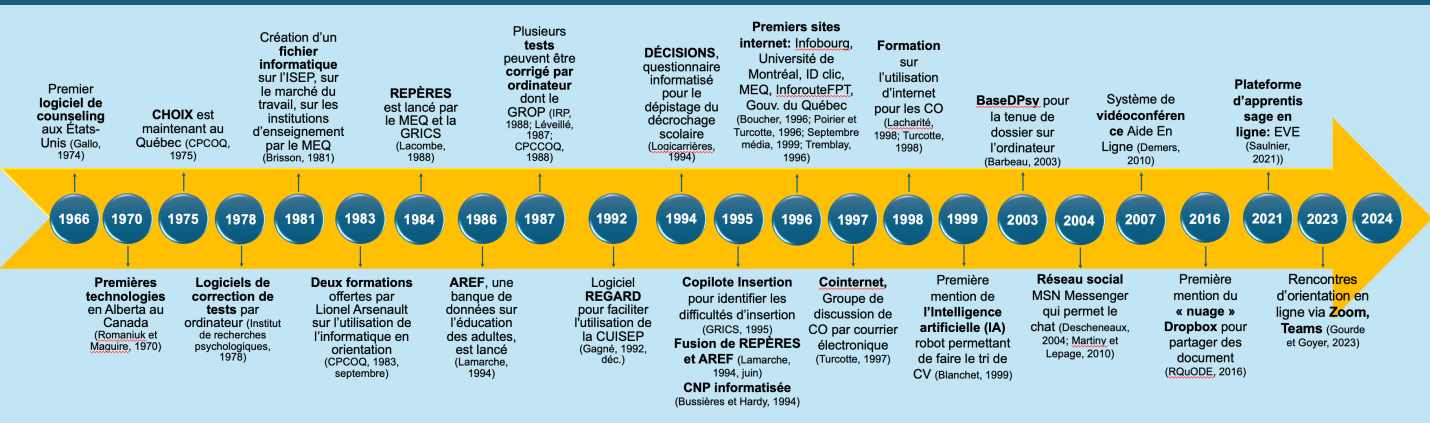 Premier
logiciel de
counseling
aux États-
Unis (Gallo,
1974)
CHOIX est
maintenant au
Québec (CPCOQ,
1975)
Création d'un
fichier
informatique
sur l'ISEP, sur
le marché du
travail, sur les
institutions
d'enseignement
par le MEQ
(Brisson, 1981)
REPÈRES
est lancé par
le MEQ et la
GRICS
(Lacombe,
1988)
Plusieurs
tests
peuvent être
corrigé par
ordinateur
dont le
GROP (IRP,
1988; Léveillé,
1987;
CPCCOQ,
1988)
DÉCISIONS,
questionnaire
informatisé
pour le
dépistage du
décrochage
scolaire
(Logicarrières,
1994)
Premiers sites
internet: Infobourg,
Université de
Montréal, ID clic,
MEQ, InforouteFPT,
Gouv. du Québec
(Boucher, 1996; Poirier et
Turcotte, 1996; Septembre
média, 1999; Tremblay,
1996)
Formation
sur
l'utilisation
d'internet
pour les CO
(Lacharité,
1998; Turcotte,
1998)
BaseDPsy pour
la tenue de
dossier sur
l'ordinateur
(Barbeau, 2003)
Système de
vidéoconféren
ce Aide En
Ligne (Demers,
2010)
Plateforme
d'apprentis
sage en
ligne: EVE
(Saulnier,
2021))
1966 1970 1975 1978 1981 1983 1984 1986 1987 1992 1994 1995 1996 1997 1998 1999 2003 2004 2007 2016 2021 2023 2024
Premières
technologies
en Alberta au
Canada
(Romaniuk et
Maguire, 1970)
Logiciels de
correction de
tests par
ordinateur (Institut
de recherches
psychologiques,
1978)
Deux formations
offertes par
Lionel Arsenault
sur l'utilisation de
l'informatique en
orientation
(CPCOQ, 1983,
septembre)
AREF, une
banque de
données sur
l'éducation
des adultes,
est lancé
(Lamarche,
1994)
Logiciel
REGARD
pour faciliter
l'utilisation de
la CUISEP
(Gagné, 1992,
déc.)
Copilote Insertion
pour identifier les
difficultés d'insertion
(GRICS, 1995)
Fusion de REPÈRES
et AREF (Lamarche,
1994, juin)
CNP informatisée
(Bussières et Hardy, 1994)
Cointernet,
Groupe de
discussion de
CO par courrier
électronique
(Turcotte, 1997)
Première
mention de
l'Intelligence
artificielle (IA)
robot permettant
de faire le tri de
CV (Blanchet, 1999)
Réseau social
MSN Messenger
qui permet le
chat (Descheneaux,
2004; Martiny et
Lepage, 2010)
Première
mention du
« nuage »
Dropbox pour
partager des
document
(RQuODE, 2016)
Rencontres
d'orientation en
ligne via Zoom,
Teams (Gourde
et Goyer, 2023)